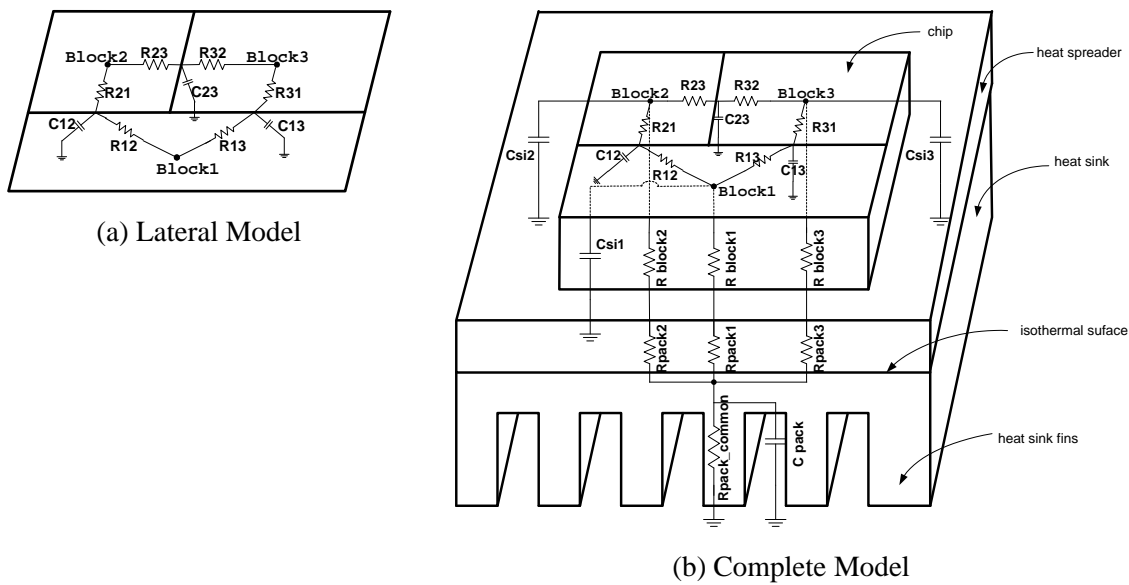 R23 R32
Block2 Block3
R21 C23 R31
C12 C13
R12 R13
Block1
(a) Lateral Model
chip
heat spreader
heat sink
isothermal suface
heat sink fins
R23 R32
Block2 Block3
R21 C23 R31
Csi2 C12 R12 R13 C13 Csi3
Block1
Csi1
R block2 R block1 R block3
Rpack2 Rpack1 Rpack3
Rpack_common C pack
(b) Complete Model